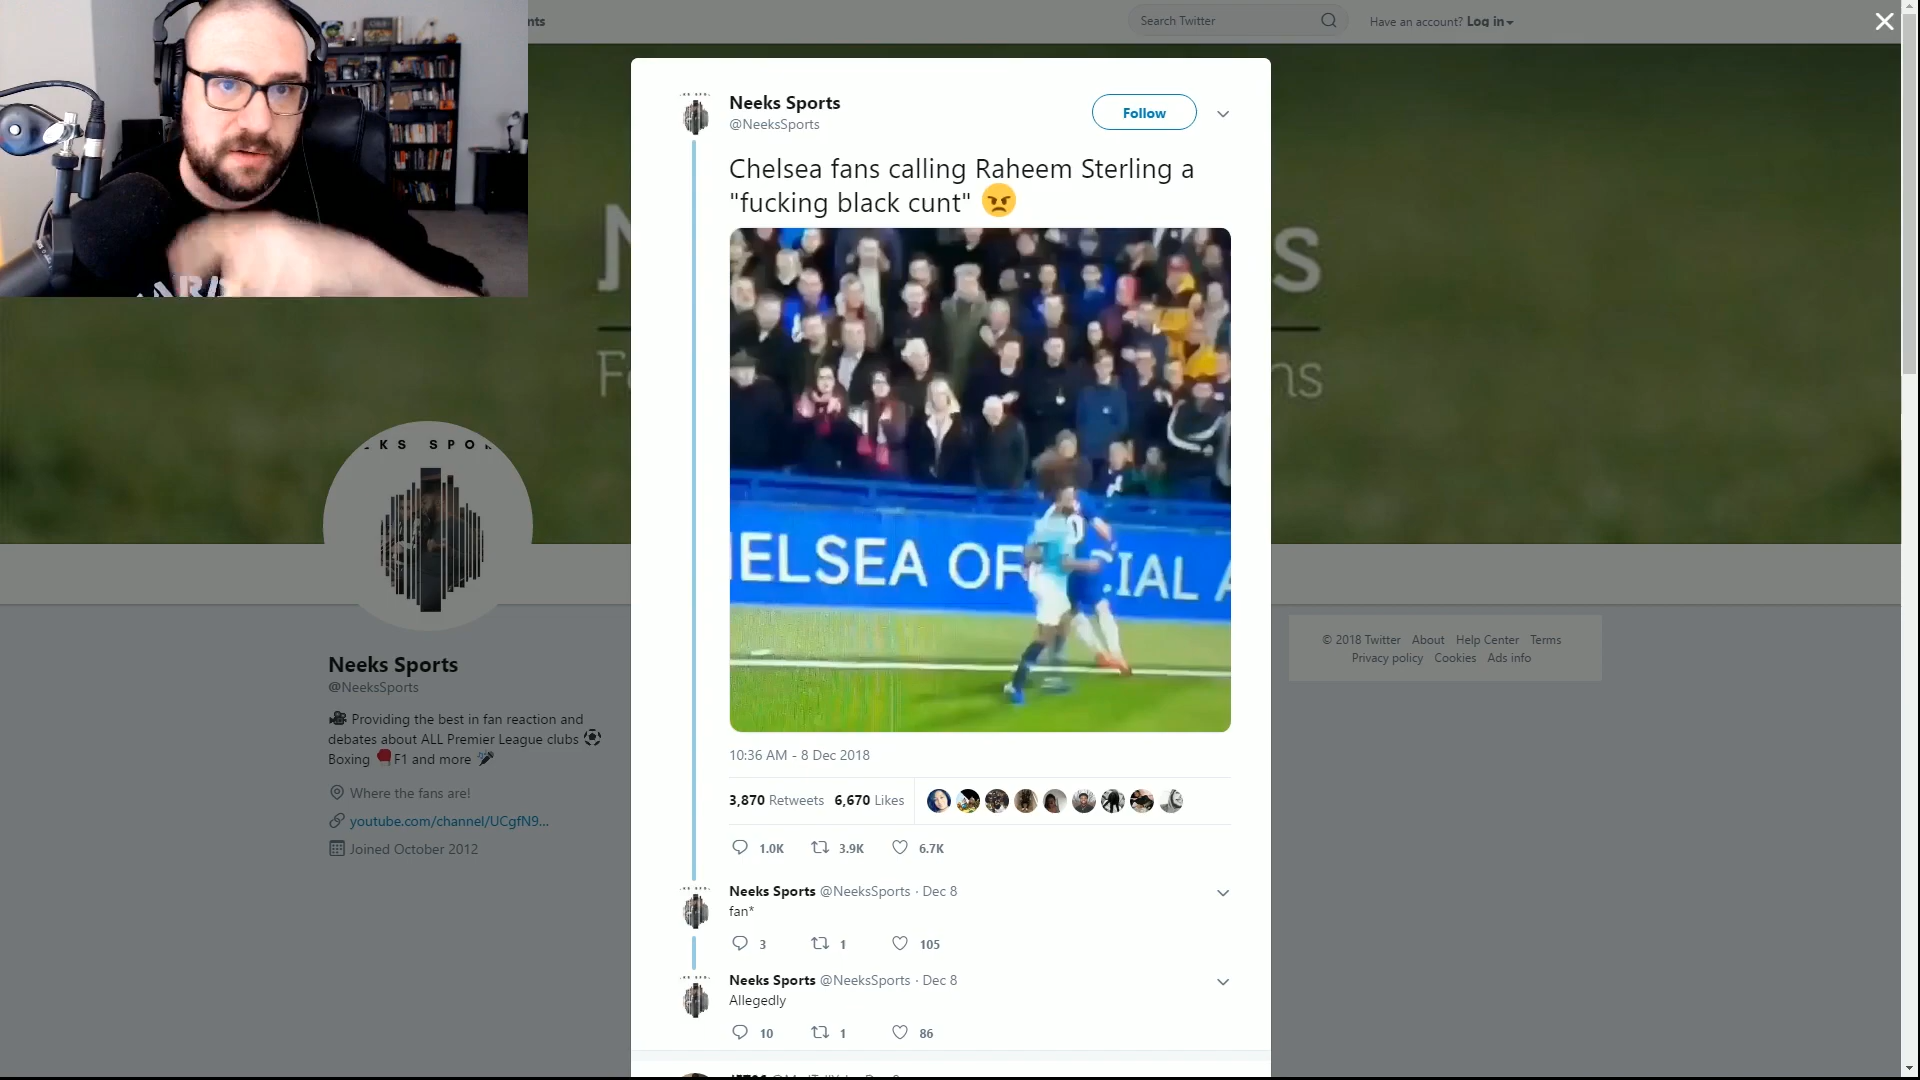 nts
Search Twitter
Have an account? Log in
Neeks Sports
@NeeksSports
Follow
Chelsea fans calling Raheem Sterling a
"fucking black cunt" 😠
ELSEA OF CIAL A
10:36 AM - 8 Dec 2018
3,870 Retweets 6,670 Likes
1.0K 3.9K 6.7K
Neeks Sports @NeeksSports · Dec 8
fan*
3 1 105
Neeks Sports @NeeksSports · Dec 8
Allegedly
10 1 86
KS SPO
Neeks Sports
@NeeksSports
🎥 Providing the best in fan reaction and
debates about ALL Premier League clubs ⚽
Boxing 🥊F1 and more 🎤
Where the fans are!
youtube.com/channel/UCgfN9...
Joined October 2012
© 2018 Twitter About Help Center Terms
Privacy policy Cookies Ads info